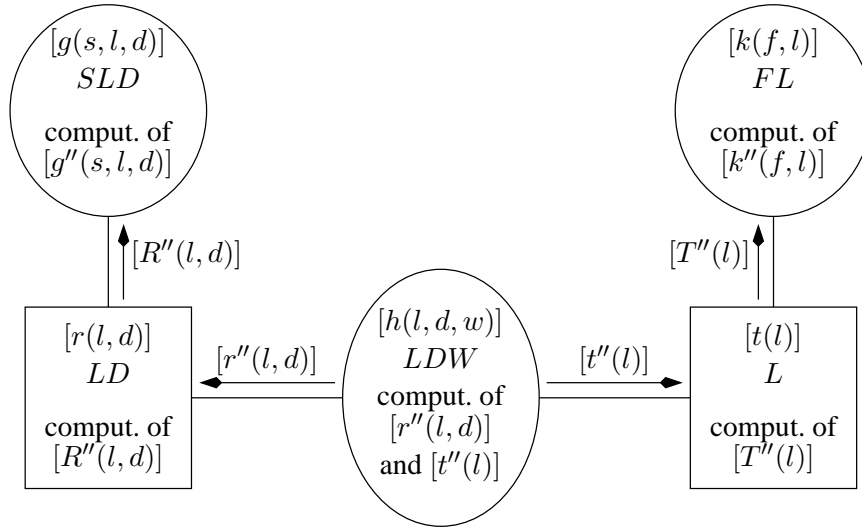 [g(s, l, d)]
SLD
comput. of
[g′′(s, l, d)]
[k(f, l)]
FL
comput. of
[k′′(f, l)]
[R′′(l, d)]
[T′′(l)]
[r(l, d)]
LD
comput. of
[R′′(l, d)]
[r′′(l, d)]
[h(l, d, w)]
LDW
comput. of
[r′′(l, d)]
and [t′′(l)]
[t′′(l)]
[t(l)]
L
comput. of
[T′′(l)]